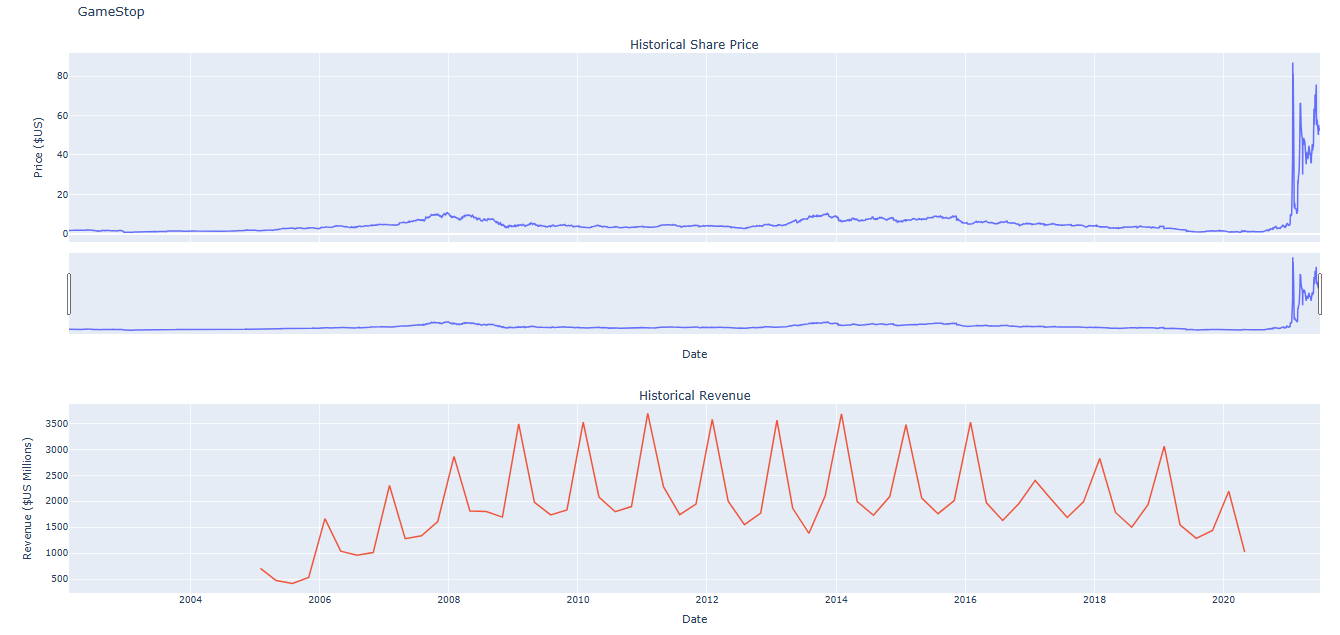 GameStop
Historical Share Price
Price ($US)
80
60
40
20
0
Date
Historical Revenue
Revenue ($US Millions)
3500
3000
2500
2000
1500
1000
500
2004 2006 2008 2010 2012 2014 2016 2018 2020
Date